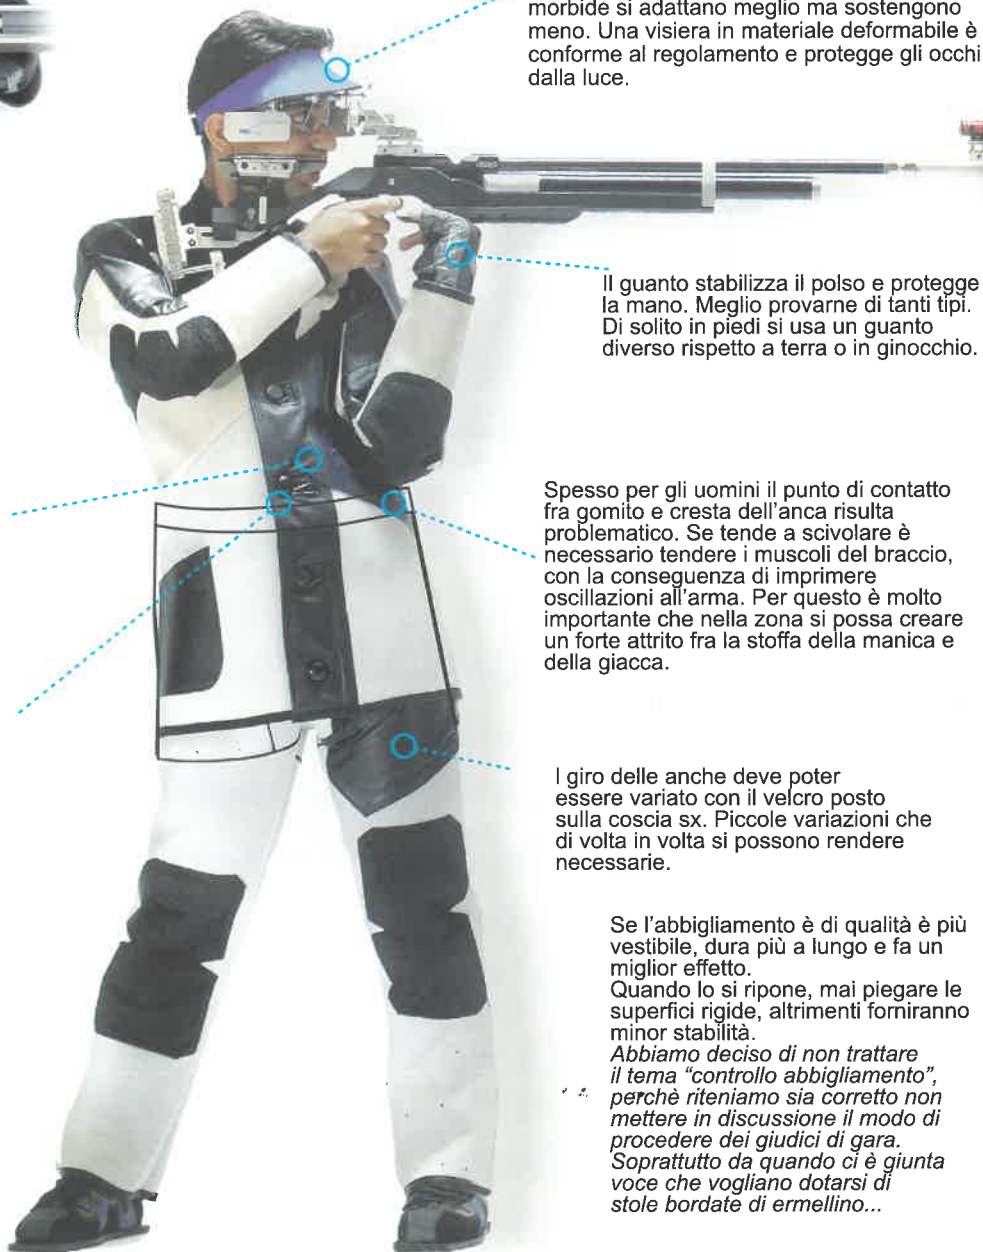 morbide si adattano meglio ma sostengono
meno. Una visiera in materiale deformabile è
conforme al regolamento e protegge gli occhi
dalla luce.
Il guanto stabilizza il polso e protegge
la mano. Meglio provarne di tanti tipi.
Di solito in piedi si usa un guanto
diverso rispetto a terra o in ginocchio.
Spesso per gli uomini il punto di contatto
fra gomito e cresta dell'anca risulta
problematico. Se tende a scivolare è
necessario tendere i muscoli del braccio,
con la conseguenza di imprimere
oscillazioni all'arma. Per questo è molto
importante che nella zona si possa creare
un forte attrito fra la stoffa della manica e
della giacca.
I giro delle anche deve poter
essere variato con il velcro posto
sulla coscia sx. Piccole variazioni che
di volta in volta si possono rendere
necessarie.
Se l'abbigliamento è di qualità è più
vestibile, dura più a lungo e fa un
miglior effetto.
Quando lo si ripone, mai piegare le
superfici rigide, altrimenti forniranno
minor stabilità.
Abbiamo deciso di non trattare
il tema “controllo abbigliamento”,
perchè riteniamo sia corretto non
mettere in discussione il modo di
procedere dei giudici di gara.
Soprattutto da quando ci è giunta
voce che vogliano dotarsi di
stole bordate di ermellino...